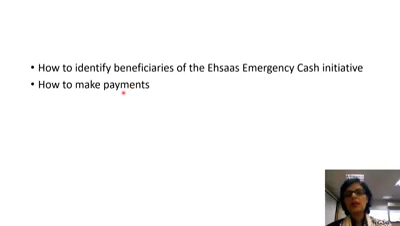 • How to identify beneficiaries of the Ehsaas Emergency Cash initiative
• How to make payments